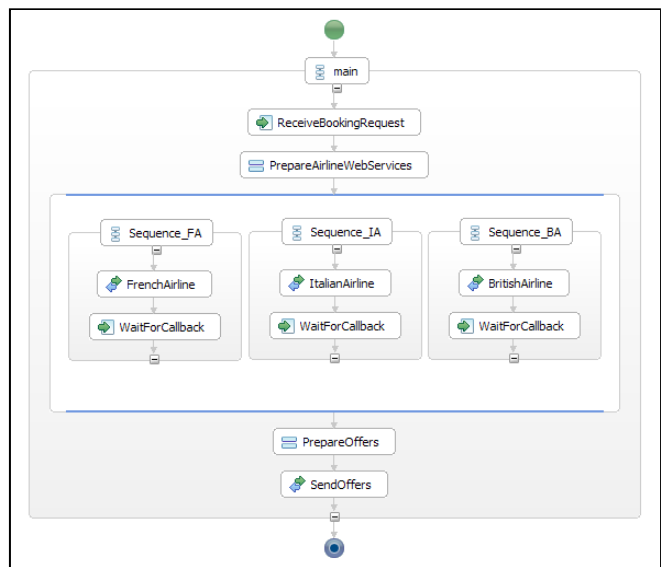 main
ReceiveBookingRequest
PrepareAirlineWebServices
Sequence_FA
Sequence_IA
Sequence_BA
FrenchAirline
ItalianAirline
BritishAirline
WaitForCallback
WaitForCallback
WaitForCallback
PrepareOffers
SendOffers